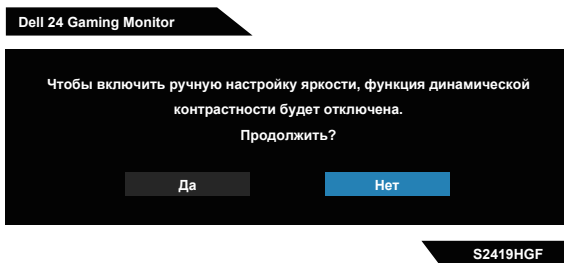 Dell 24 Gaming Monitor
Чтобы включить ручную настройку яркости, функция динамической
контрастности будет отключена.
Продолжить?
Да
Нет
S2419HGF